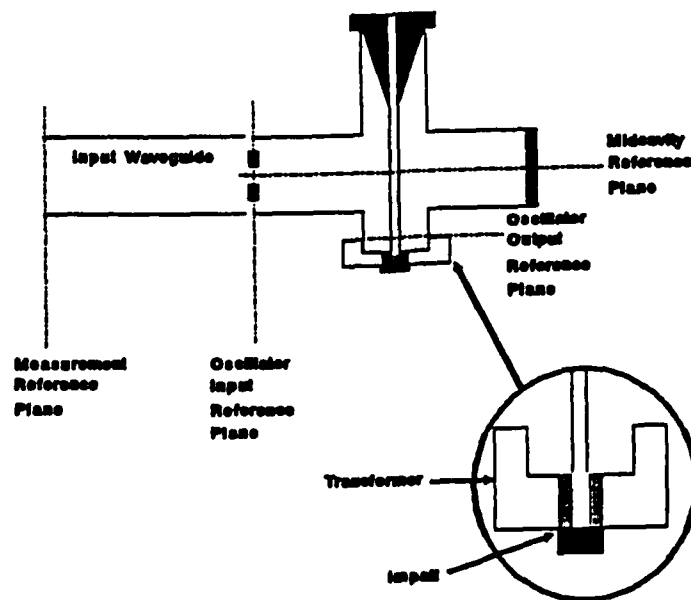 Input Waveguide
Midcavity
Reference
Plane
Oscillator
Output
Reference
Plane
Measurement
Reference
Plane
Oscillator
Input
Reference
Plane
Transformer
Impatt